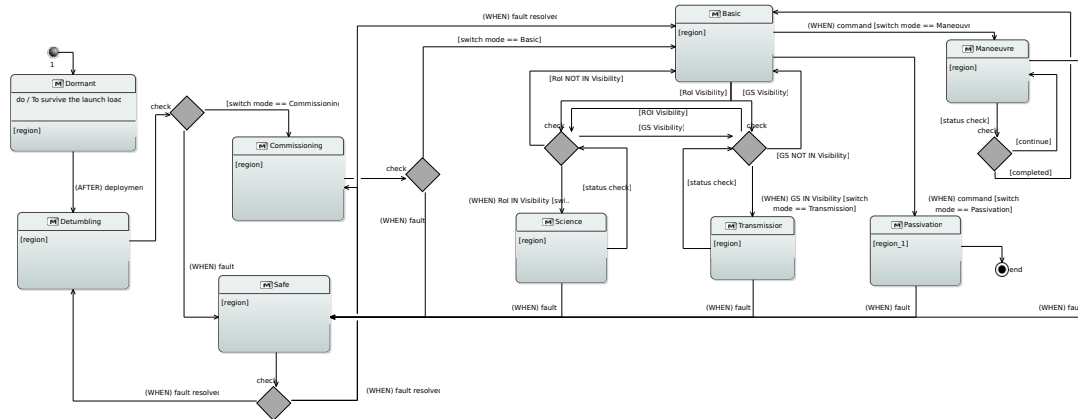 (WHEN) fault resolved
Basic
[region]
(WHEN) command [switch mode == Manoeuvr
[switch mode == Basic]
Manoeuvre
[region]
1
Dormant
do / To survive the launch load
[region]
check
[switch mode == Commissioning
Commissioning
[region]
check
[RoI NOT IN Visibility]
[RoI Visibility]
[GS Visibility]
[ROI Visibility]
check
[GS Visibility]
check
[GS NOT IN Visibility]
[status check]
check
[continue]
[completed]
(AFTER) deploymen
Detumbling
[region]
(WHEN) fault
(WHEN) fault
[status check]
(WHEN) RoI IN Visibility [swi...
Science
[region]
[status check]
(WHEN) GS IN Visibility [switch
mode == Transmission]
Transmission
[region]
(WHEN) command [switch
mode == Passivation]
Passivation
[region_1]
end
Safe
[region]
(WHEN) fault
(WHEN) fault
(WHEN) fault
(WHEN) fau
check
(WHEN) fault resolved
(WHEN) fault resolved